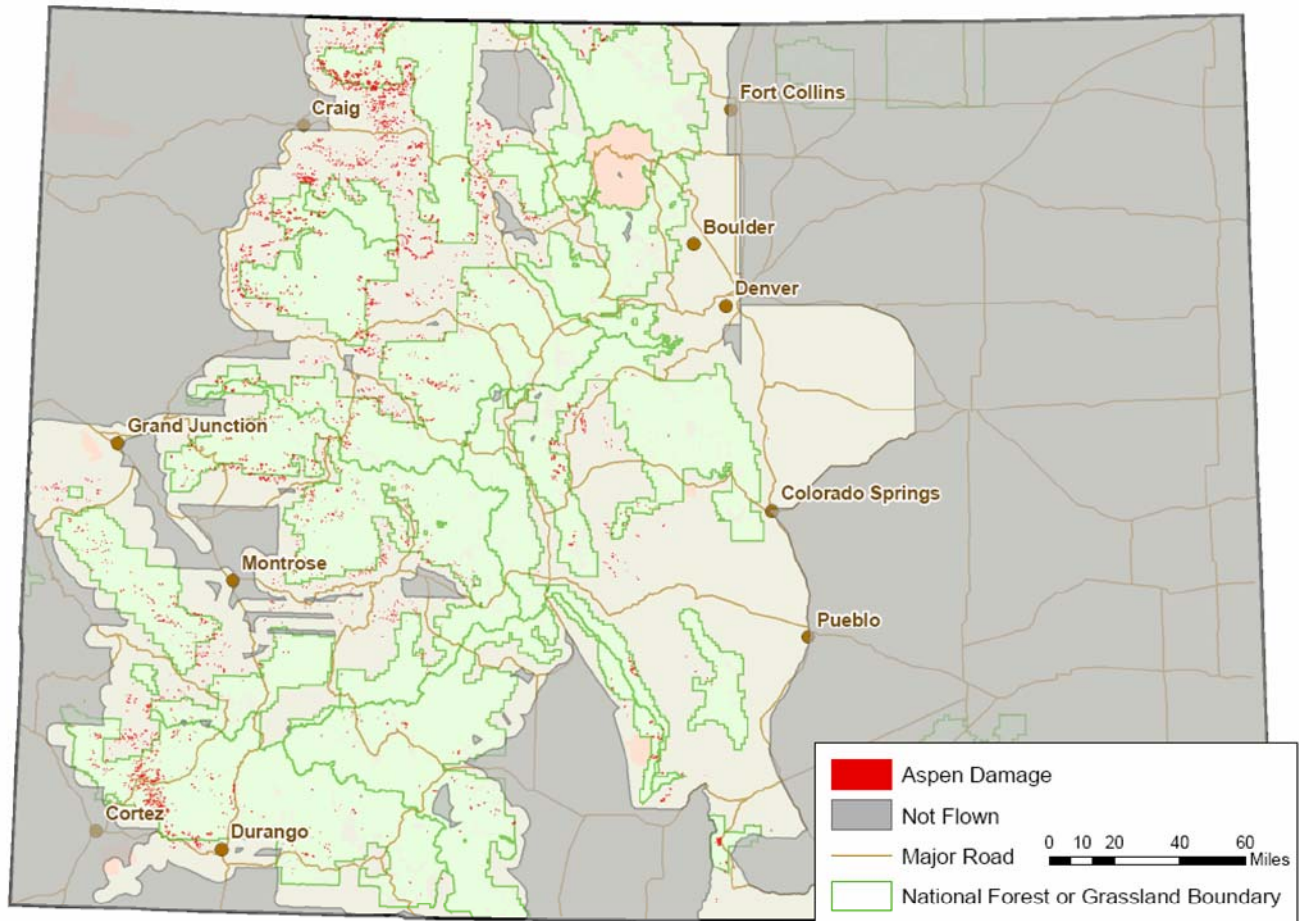 Fort Collins
Craig
Boulder
Denver
Grand Junction
Colorado Springs
Montrose
Pueblo
Cortez
Durango
Aspen Damage
Not Flown
Major Road
National Forest or Grassland Boundary
0 10 20 40 60
Miles